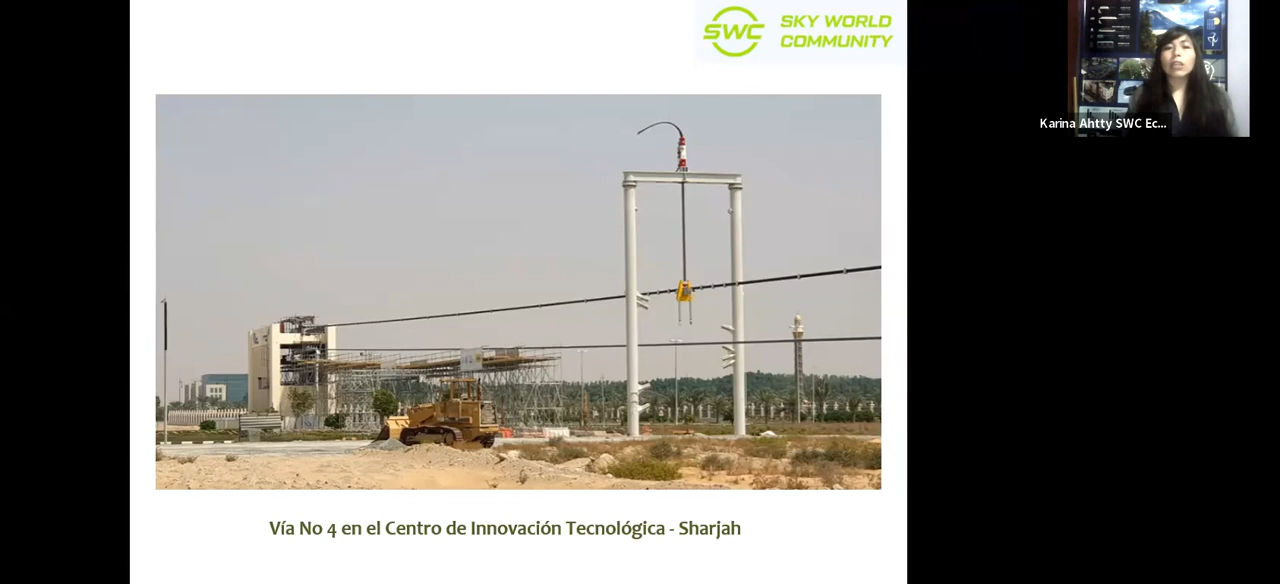 SWC
SKY WORLD
COMMUNITY
Karina Ahtty SWC Ec...
Vía No 4 en el Centro de Innovación Tecnológica - Sharjah